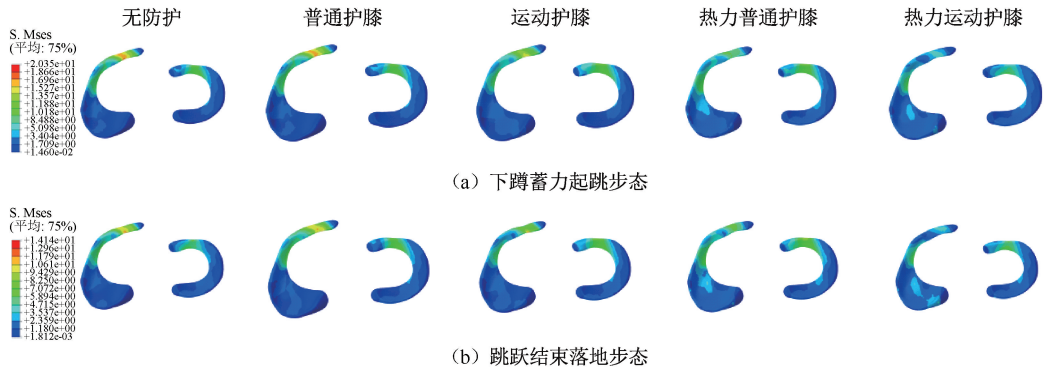 无防护 普通护膝 运动护膝 热力普通护膝 热力运动护膝
S. Mses
(平均: 75%)
+2.035e+01
+1.866e+01
+1.696e+01
+1.527e+01
+1.357e+01
+1.188e+01
+1.018e+01
+8.488e+00
+5.098e+00
+3.404e+00
+1.709e+00
+1.460e-02
（a）下蹲蓄力起跳步态
S. Mses
(平均: 75%)
+1.414e+01
+1.296e+01
+1.179e+01
+1.061e+01
+9.429e+00
+8.250e+00
+7.072e+00
+5.894e+00
+4.715e+00
+3.537e+00
+2.359e+00
+1.180e+00
+1.812e-03
（b）跳跃结束落地步态